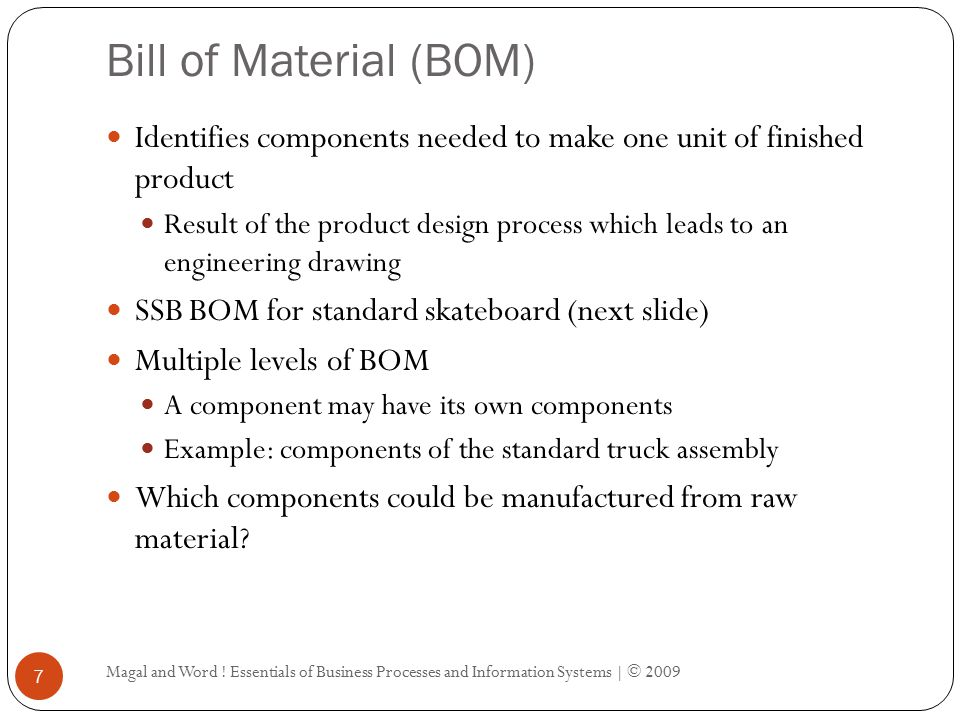 Bill of Material (BOM)
Identifies components needed to make one unit of finished
product
Result of the product design process which leads to an
engineering drawing
SSB BOM for standard skateboard (next slide)
Multiple levels of BOM
A component may have its own components
Example: components of the standard truck assembly
Which components could be manufactured from raw
material?
7
Magal and Word ! Essentials of Business Processes and Information Systems | © 2009